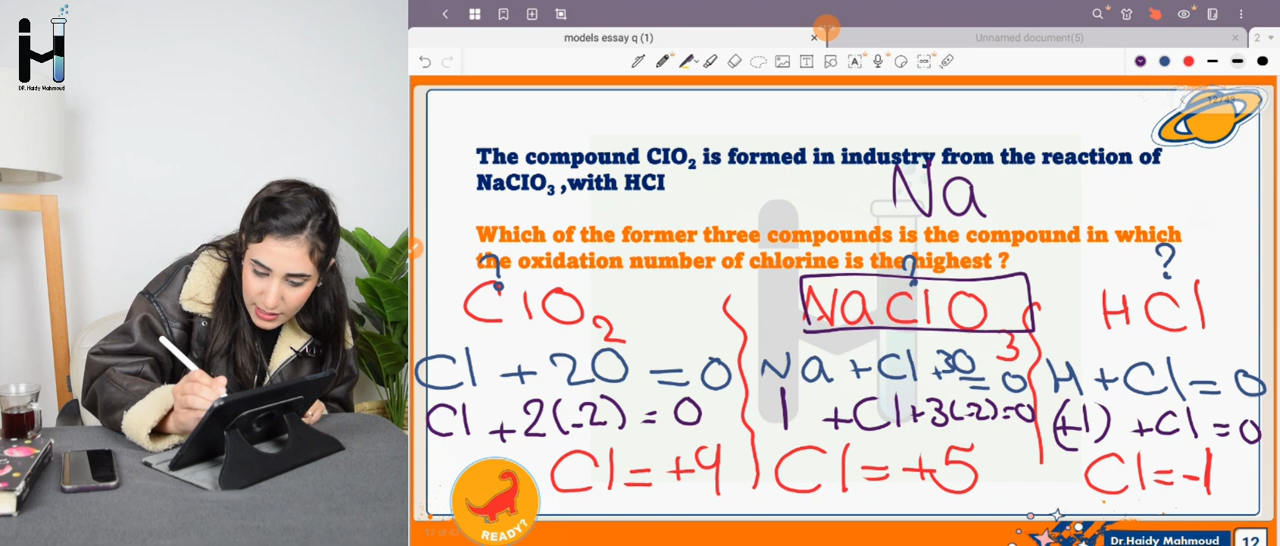 DR. Haidy Mahmoud
models essay q (1)
Unnamed document(5)
2
12/43
The compound ClO₂ is formed in industry from the reaction of
NaClO₃ ,with HCl
Na
Which of the former three compounds is the compound in which
the oxidation number of chlorine is the highest ?
? ? ?
ClO₂ NaClO₃ HCl
Cl + 2O = 0 Na + Cl + 3O = 0 H + Cl = 0
Cl + 2(-2) = 0 1 + Cl + 3(-2) = 0 (+1) + Cl = 0
Cl = +4 Cl = +5 Cl = -1
READY?
Dr.Haidy Mahmoud 12